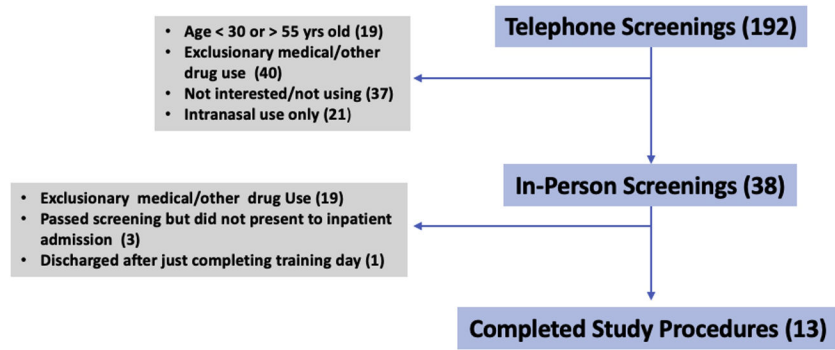 Telephone Screenings (192)
• Age < 30 or > 55 yrs old (19)
• Exclusionary medical/other
drug use (40)
• Not interested/not using (37)
• Intranasal use only (21)
In-Person Screenings (38)
• Exclusionary medical/other drug Use (19)
• Passed screening but did not present to inpatient
admission (3)
• Discharged after just completing training day (1)
Completed Study Procedures (13)